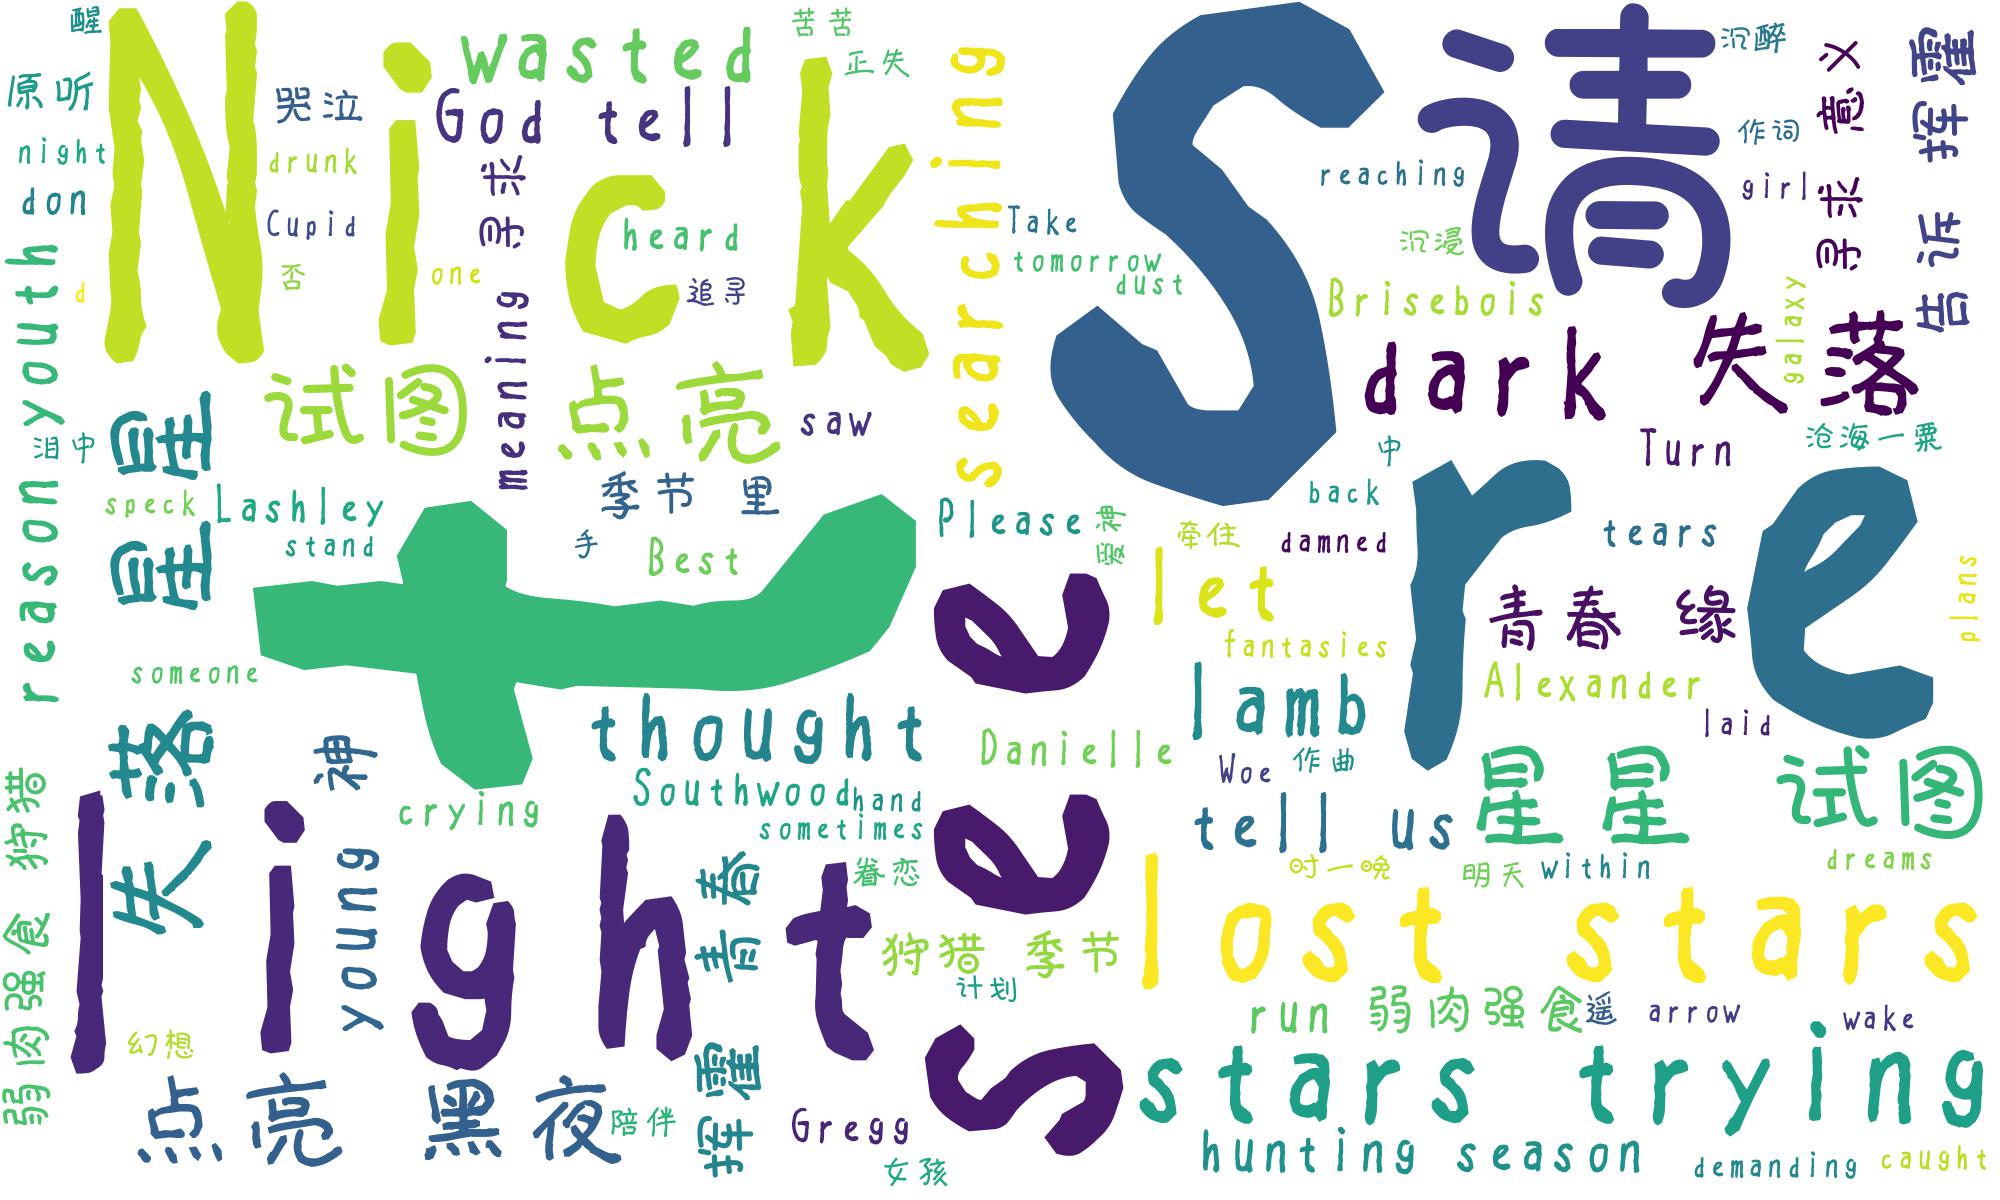 醒
Nick
wasted
苦苦
正失
searching
S
请
沉醉
寻求 意义
告诉 挥霍
原听
哭泣
God tell
night
drunk
寻求
作词
don
Cupid
heard
Take
reaching
girl
否
one
追寻
tomorrow
沉浸
d
dust
Brisebois
galaxy
reason youth
meaning
试图 点亮
saw
dark
失落
泪中
星星
季节 里
中
Turn
沧海一粟
speck
Lashley
t
Please
爱神
back
re
stand
手
Best
牵住
damned
tears
let
青春 缘
plans
e
fantasies
someone
lamb
Alexander
失落
神
thought
Danielle
laid
Southwood
hand
Woe
作曲
星星 试图
crying
sometimes
e
tell us
狩猎
弱肉强食
light
young
挥霍 青春
眷恋
时一晚
明天
within
dreams
lost stars
狩猎 季节
计划
run
弱肉强食
遥
arrow
wake
幻想
s
stars trying
点亮 黑夜
陪伴
Gregg
hunting season
女孩
demanding
caught